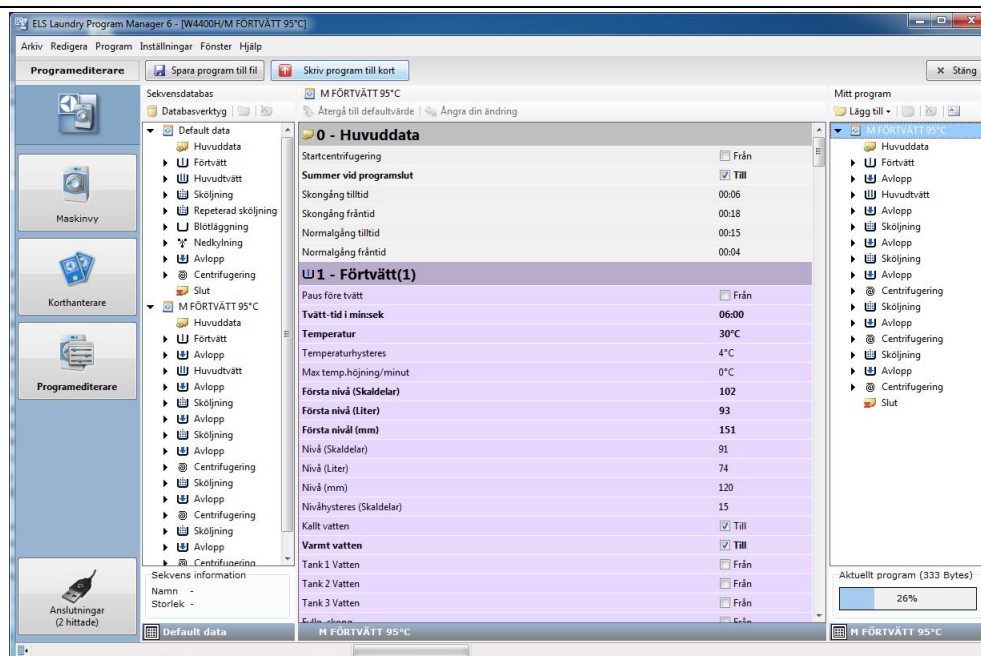 ELS Laundry Program Manager 6 - [W4400H/M FÖRTVÄTT 95°C]
Arkiv Redigera Program Inställningar Fönster Hjälp
Programediterare
Spara program till fil
Skriv program till kort
Stäng
Maskinvy
Korthanterare
Programediterare
Anslutningar
(2 hittade)
Sekvensdatabas
Databasverktyg
Default data
Huvuddata
Förtvätt
Huvudtvätt
Sköljning
Repeterad sköljning
Blötläggning
Nedkylning
Avlopp
Centrifugering
Slut
M FÖRTVÄTT 95°C
Huvuddata
Förtvätt
Avlopp
Huvudtvätt
Avlopp
Sköljning
Avlopp
Sköljning
Avlopp
Centrifugering
Sköljning
Avlopp
Centrifugering
Sköljning
Avlopp
Centrifugering
Sekvens information
Namn -
Storlek -
Default data
M FÖRTVÄTT 95°C
Återgå till defaultvärde Ångra din ändring
0 - Huvuddata
Startcentrifugering Från
Summer vid programslut Till
Skongång tilltid 00:06
Skongång fråntid 00:18
Normalgång tilltid 00:15
Normalgång fråntid 00:04
1 - Förtvätt(1)
Paus före tvätt Från
Tvätt-tid i min:sek 06:00
Temperatur 30°C
Temperaturhysteres 4°C
Max temp.höjning/minut 0°C
Första nivå (Skaldelar) 102
Första nivå (Liter) 93
Första nivål (mm) 151
Nivå (Skaldelar) 91
Nivå (Liter) 74
Nivå (mm) 120
Nivåhysteres (Skaldelar) 15
Kallt vatten Till
Varmt vatten Till
Tank 1 Vatten Från
Tank 2 Vatten Från
Tank 3 Vatten Från
M FÖRTVÄTT 95°C
Mitt program
Lägg till
M FÖRTVÄTT 95°C
Huvuddata
Förtvätt
Avlopp
Huvudtvätt
Avlopp
Sköljning
Avlopp
Sköljning
Avlopp
Centrifugering
Sköljning
Avlopp
Centrifugering
Sköljning
Avlopp
Centrifugering
Slut
Aktuellt program (333 Bytes)
26%
M FÖRTVÄTT 95°C